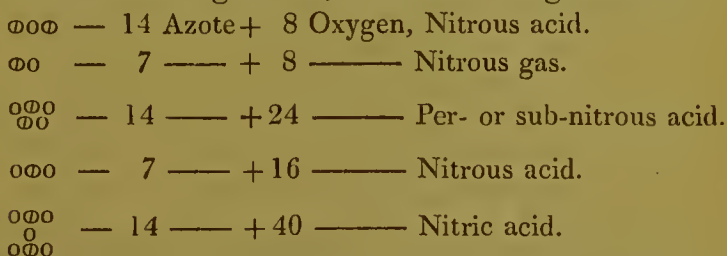 ⦶O⦶ — 14 Azote + 8 Oxygen, Nitrous acid.
⦶O — 7 —— + 8 —— Nitrous gas.
O⦶O
⦶O — 14 —— +24 —— Per- or sub-nitrous acid.
O⦶O — 7 —— +16 —— Nitrous acid.
O⦶O
O — 14 —— +40 —— Nitric acid.
O⦶O